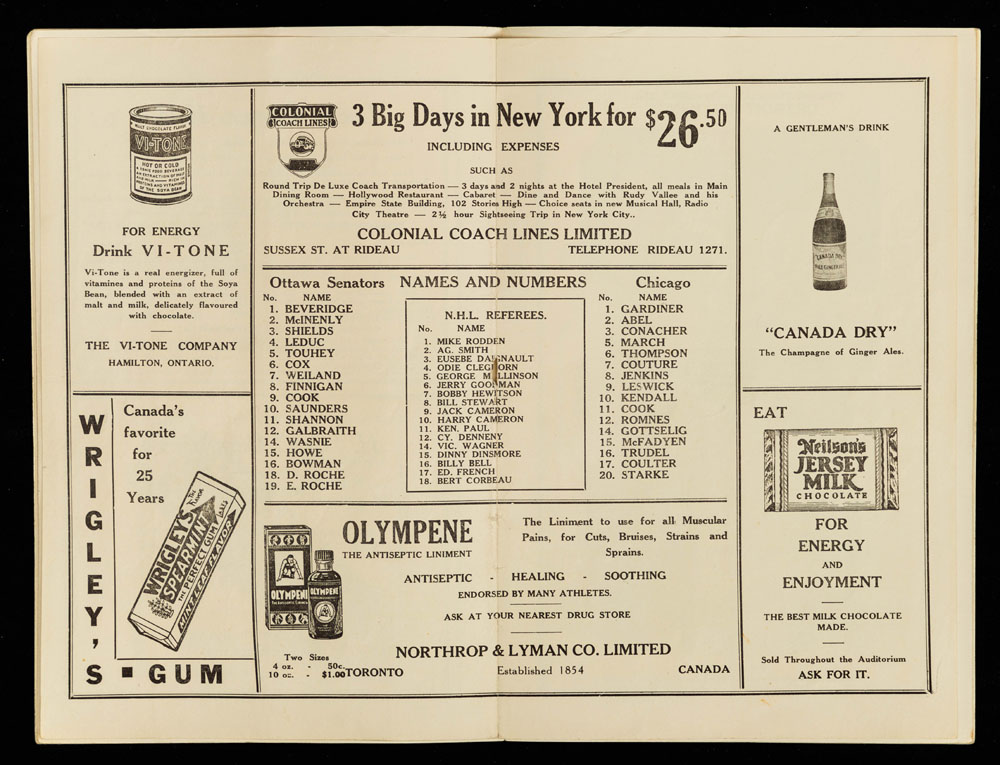 MALT CHOCOLATE FLAVOR
VI-TONE
HOT OR COLD
FOR ENERGY
Drink VI-TONE
Vi-Tone is a real energizer, full of
vitamines and proteins of the Soya
Bean, blended with an extract of
malt and milk, delicately flavoured
with chocolate.
THE VI-TONE COMPANY
HAMILTON, ONTARIO.
WRIGLEY'S
GUM
Canada's
favorite
for
25
Years
WRIGLEY'S
SPEARMINT
THE PERFECT GUM
MINT LEAF FLAVOR
COLONIAL
COACH LINES
3 Big Days in New York for $26.50
INCLUDING EXPENSES
SUCH AS
Round Trip De Luxe Coach Transportation — 3 days and 2 nights at the Hotel President, all meals in Main
Dining Room — Hollywood Restaurant — Cabaret — Dine and Dance with Rudy Vallee and his
Orchestra — Empire State Building, 102 Stories High — Choice seats in new Musical Hall, Radio
City Theatre — 2½ hour Sightseeing Trip in New York City..
COLONIAL COACH LINES LIMITED
SUSSEX ST. AT RIDEAU TELEPHONE RIDEAU 1271.
Ottawa Senators NAMES AND NUMBERS Chicago
No. NAME
1. BEVERIDGE
2. McINENLY
3. SHIELDS
4. LEDUC
5. TOUHEY
6. COX
7. WEILAND
8. FINNIGAN
9. COOK
10. SAUNDERS
11. SHANNON
12. GALBRAITH
14. WASNIE
15. HOWE
16. BOWMAN
18. D. ROCHE
19. E. ROCHE
N.H.L. REFEREES.
No. NAME
1. MIKE RODDEN
2. AG. SMITH
3. EUSEBE DAIGNAULT
4. ODIE CLEGHORN
5. GEORGE MALLINSON
6. JERRY GOODMAN
7. BOBBY HEWITSON
8. BILL STEWART
9. JACK CAMERON
10. HARRY CAMERON
11. KEN. PAUL
12. CY. DENNENY
14. VIC. WAGNER
15. DINNY DINSMORE
16. BILLY BELL
17. ED. FRENCH
18. BERT CORBEAU
No. NAME
1. GARDINER
2. ABEL
3. CONACHER
5. MARCH
6. THOMPSON
7. COUTURE
8. JENKINS
9. LESWICK
10. KENDALL
11. COOK
12. ROMNES
14. GOTTSELIG
15. McFADYEN
16. TRUDEL
17. COULTER
20. STARKE
OLYMPENE
OLYMPENE
OLYMPENE
THE ANTISEPTIC LINIMENT
The Liniment to use for all Muscular
Pains, for Cuts, Bruises, Strains and
Sprains.
ANTISEPTIC - HEALING - SOOTHING
ENDORSED BY MANY ATHLETES.
ASK AT YOUR NEAREST DRUG STORE
NORTHROP & LYMAN CO. LIMITED
Two Sizes
4 oz. - 50c.
10 oz. - $1.00
TORONTO Established 1854 CANADA
A GENTLEMAN'S DRINK
CANADA DRY
"CANADA DRY"
The Champagne of Ginger Ales.
EAT
Neilson's
JERSEY
MILK
CHOCOLATE
FOR
ENERGY
AND
ENJOYMENT
THE BEST MILK CHOCOLATE
MADE.
Sold Throughout the Auditorium
ASK FOR IT.